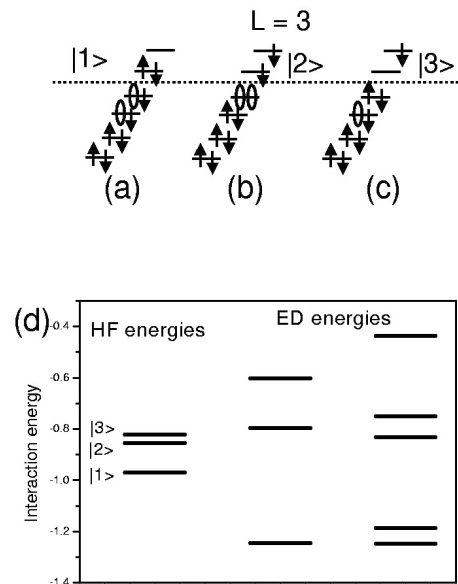 L = 3
|1> |2> |3>
(a) (b) (c)
(d)
HF energies ED energies
-0.4
-0.6
-0.8
-1.0
-1.2
-1.4
|3>
|2>
|1>
Interaction energy